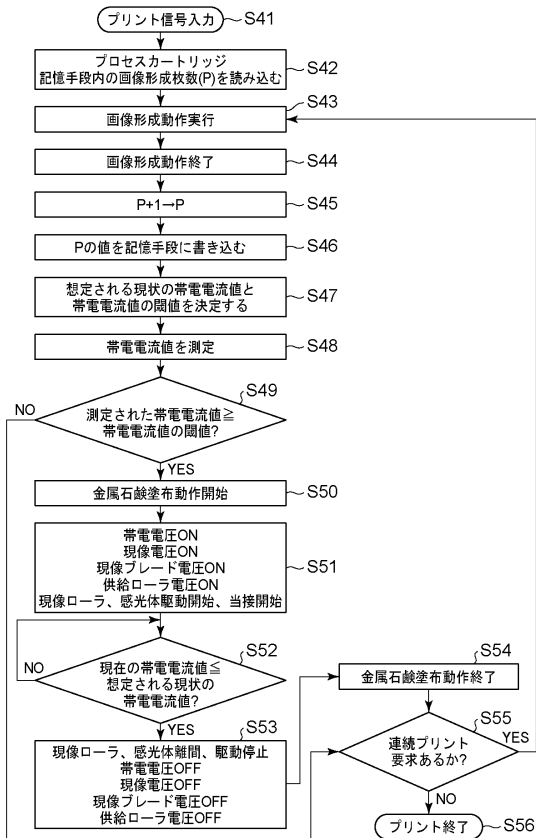 プリント信号入力 S41
プロセスカートリッジ
記憶手段内の画像形成枚数(P)を読み込む
S42
S43
画像形成動作実行
画像形成動作終了
S44
P+1→P
S45
Pの値を記憶手段に書き込む
S46
想定される現状の帯電電流値と
帯電電流値の閾値を決定する
S47
帯電電流値を測定
S48
S49
NO
測定された帯電電流値≧
帯電電流値の閾値?
YES
金属石鹸塗布動作開始
S50
帯電電圧ON
現像電圧ON
現像ブレード電圧ON
供給ローラ電圧ON
現像ローラ、感光体駆動開始、当接開始
S51
S52
NO
現在の帯電電流値≦
想定される現状の
帯電電流値?
YES
S53
現像ローラ、感光体離間、駆動停止
帯電電圧OFF
現像電圧OFF
現像ブレード電圧OFF
供給ローラ電圧OFF
S54
金属石鹸塗布動作終了
S55
連続プリント
要求あるか?
YES
NO
プリント終了
S56